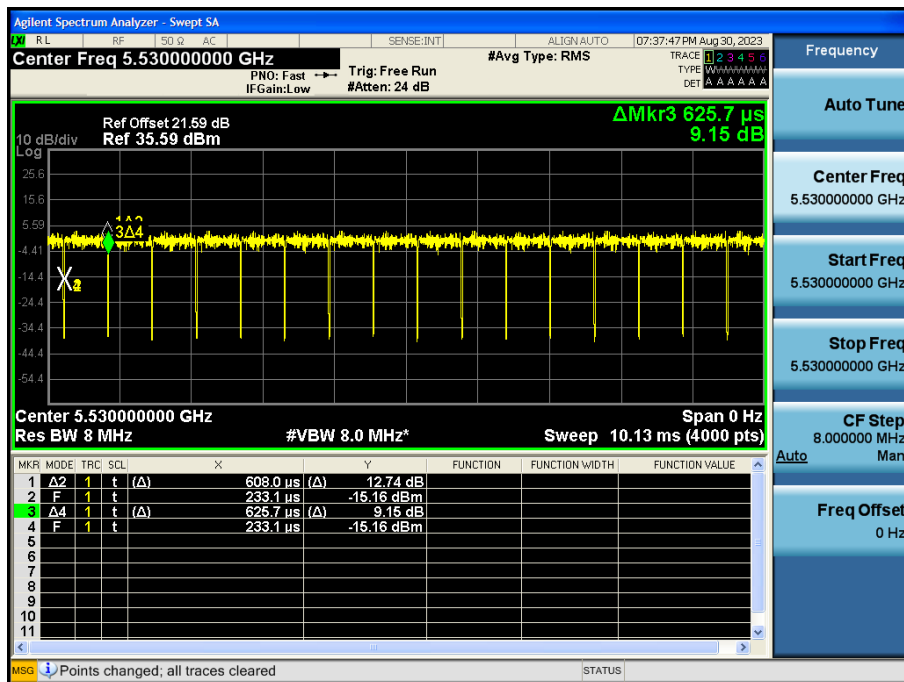 Agilent Spectrum Analyzer - Swept SA
LXI RL RF 50 Ω AC SENSE:INT ALIGN AUTO 07:37:47 PM Aug 30, 2023
Center Freq 5.530000000 GHz
#Avg Type: RMS
TRACE 1 2 3 4 5 6
PNO: Fast
Trig: Free Run
TYPE
IFGain:Low
#Atten: 24 dB
DET A A A A A A
Frequency
Auto Tune
Center Freq
5.530000000 GHz
Start Freq
5.530000000 GHz
Stop Freq
5.530000000 GHz
CF Step
8.000000 MHz
Auto Man
Freq Offset
0 Hz
ΔMkr3 625.7 µs
9.15 dB
Ref Offset 21.59 dB
10 dB/div Ref 35.59 dBm
Log
25.6
15.6
5.59
-4.41
-14.4
-24.4
-34.4
-44.4
-54.4
3Δ4
X
Center 5.530000000 GHz Span 0 Hz
Res BW 8 MHz #VBW 8.0 MHz* Sweep 10.13 ms (4000 pts)
MKR MODE TRC SCL X Y FUNCTION FUNCTION WIDTH FUNCTION VALUE
1 Δ2 1 t (Δ) 608.0 µs (Δ) 12.74 dB
2 F 1 t 233.1 µs -15.16 dBm
3 Δ4 1 t (Δ) 625.7 µs (Δ) 9.15 dB
4 F 1 t 233.1 µs -15.16 dBm
5
6
7
8
9
10
11
MSG Points changed; all traces cleared STATUS